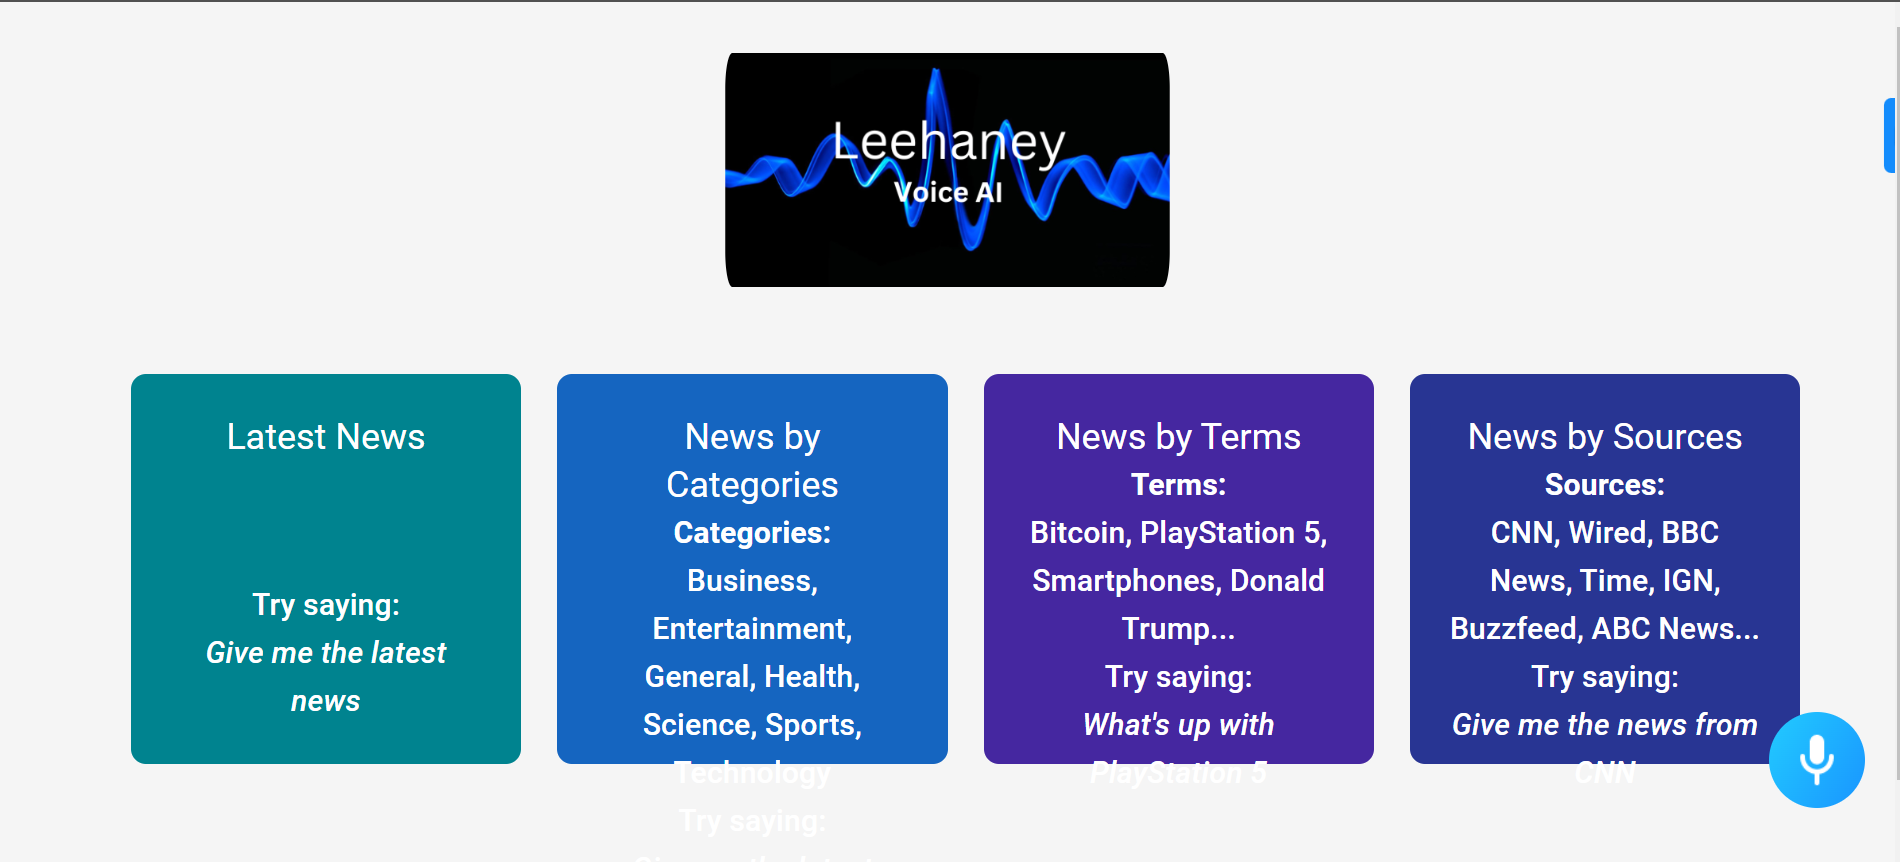 Leehaney
Voice AI
Latest News
Try saying:
Give me the latest
news
News by
Categories
Categories:
Business,
Entertainment,
General, Health,
Science, Sports,
Technology
Try saying:
News by Terms
Terms:
Bitcoin, PlayStation 5,
Smartphones, Donald
Trump...
Try saying:
What's up with
PlayStation 5
News by Sources
Sources:
CNN, Wired, BBC
News, Time, IGN,
Buzzfeed, ABC News...
Try saying:
Give me the news from
CNN